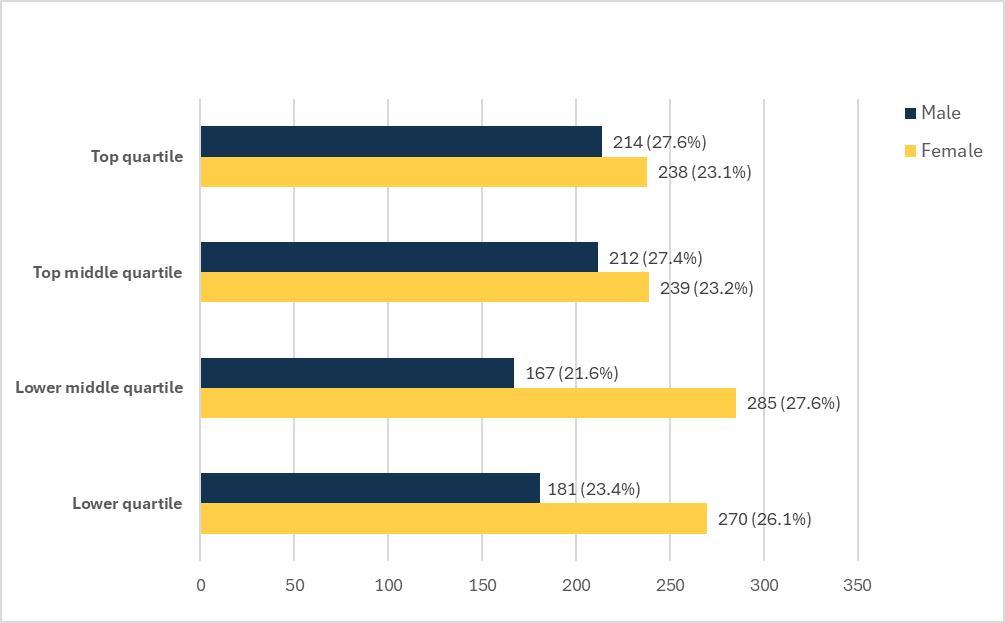 Male
Female
Top quartile
214 (27.6%)
238 (23.1%)
Top middle quartile
212 (27.4%)
239 (23.2%)
Lower middle quartile
167 (21.6%)
285 (27.6%)
Lower quartile
181 (23.4%)
270 (26.1%)
0 50 100 150 200 250 300 350